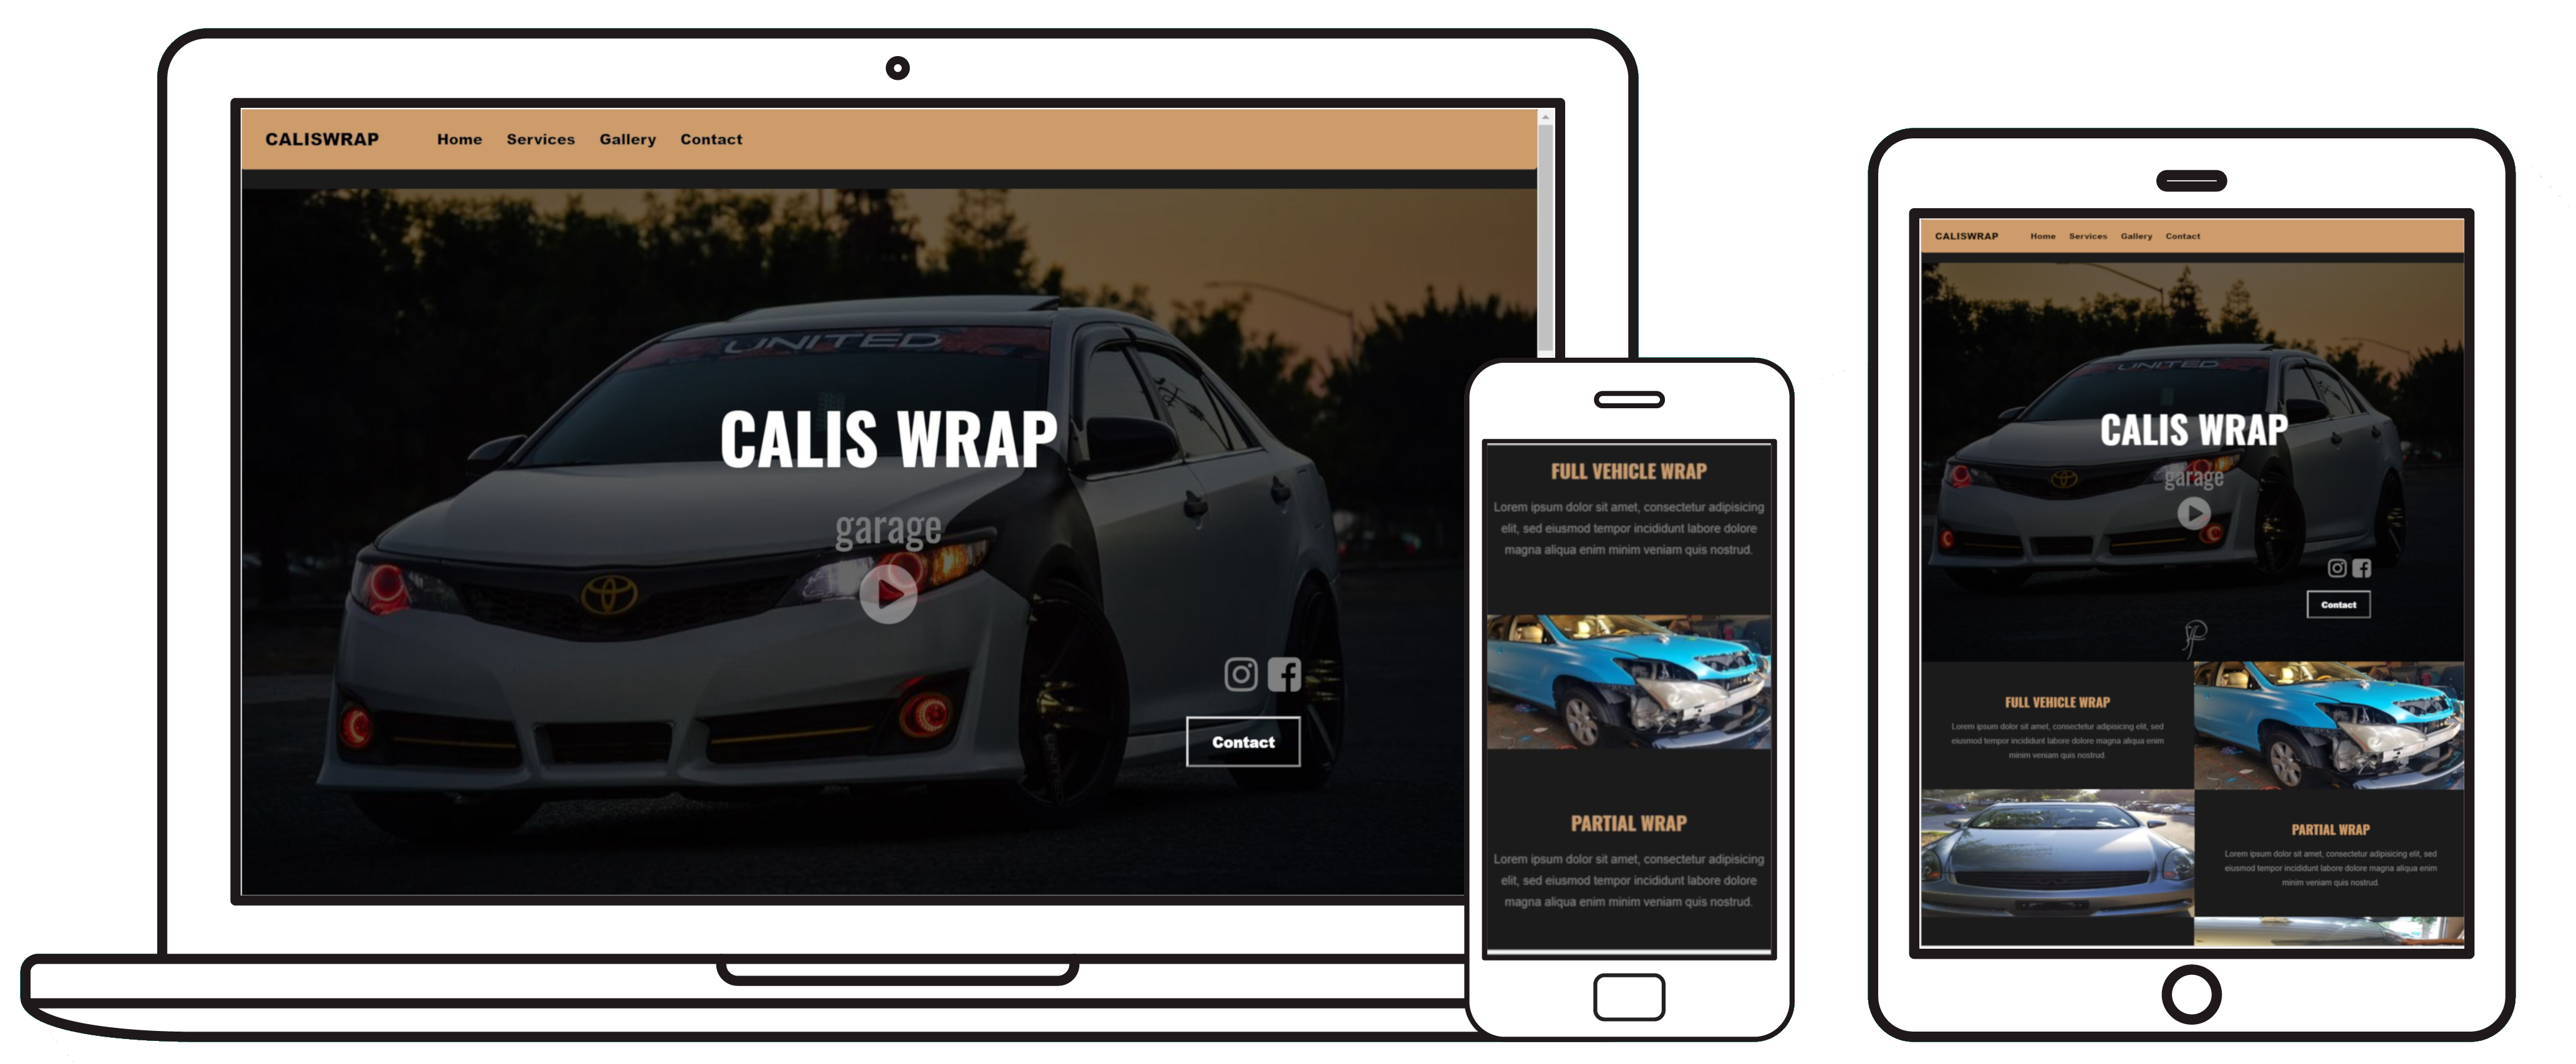 CALISWRAP Home Services Gallery Contact
UNITED
CALIS WRAP
garage
Contact
FULL VEHICLE WRAP
Lorem ipsum dolor sit amet, consectetur adipisicing
elit, sed eiusmod tempor incididunt labore dolore
magna aliqua enim minim veniam quis nostrud.
PARTIAL WRAP
Lorem ipsum dolor sit amet, consectetur adipisicing
elit, sed eiusmod tempor incididunt labore dolore
magna aliqua enim minim veniam quis nostrud.
CALISWRAP Home Services Gallery Contact
UNITED
CALIS WRAP
garage
Contact
FULL VEHICLE WRAP
Lorem ipsum dolor sit amet, consectetur adipisicing elit, sed
eiusmod tempor incididunt labore dolore magna aliqua enim
minim veniam quis nostrud.
PARTIAL WRAP
Lorem ipsum dolor sit amet, consectetur adipisicing elit, sed
eiusmod tempor incididunt labore dolore magna aliqua enim
minim veniam quis nostrud.